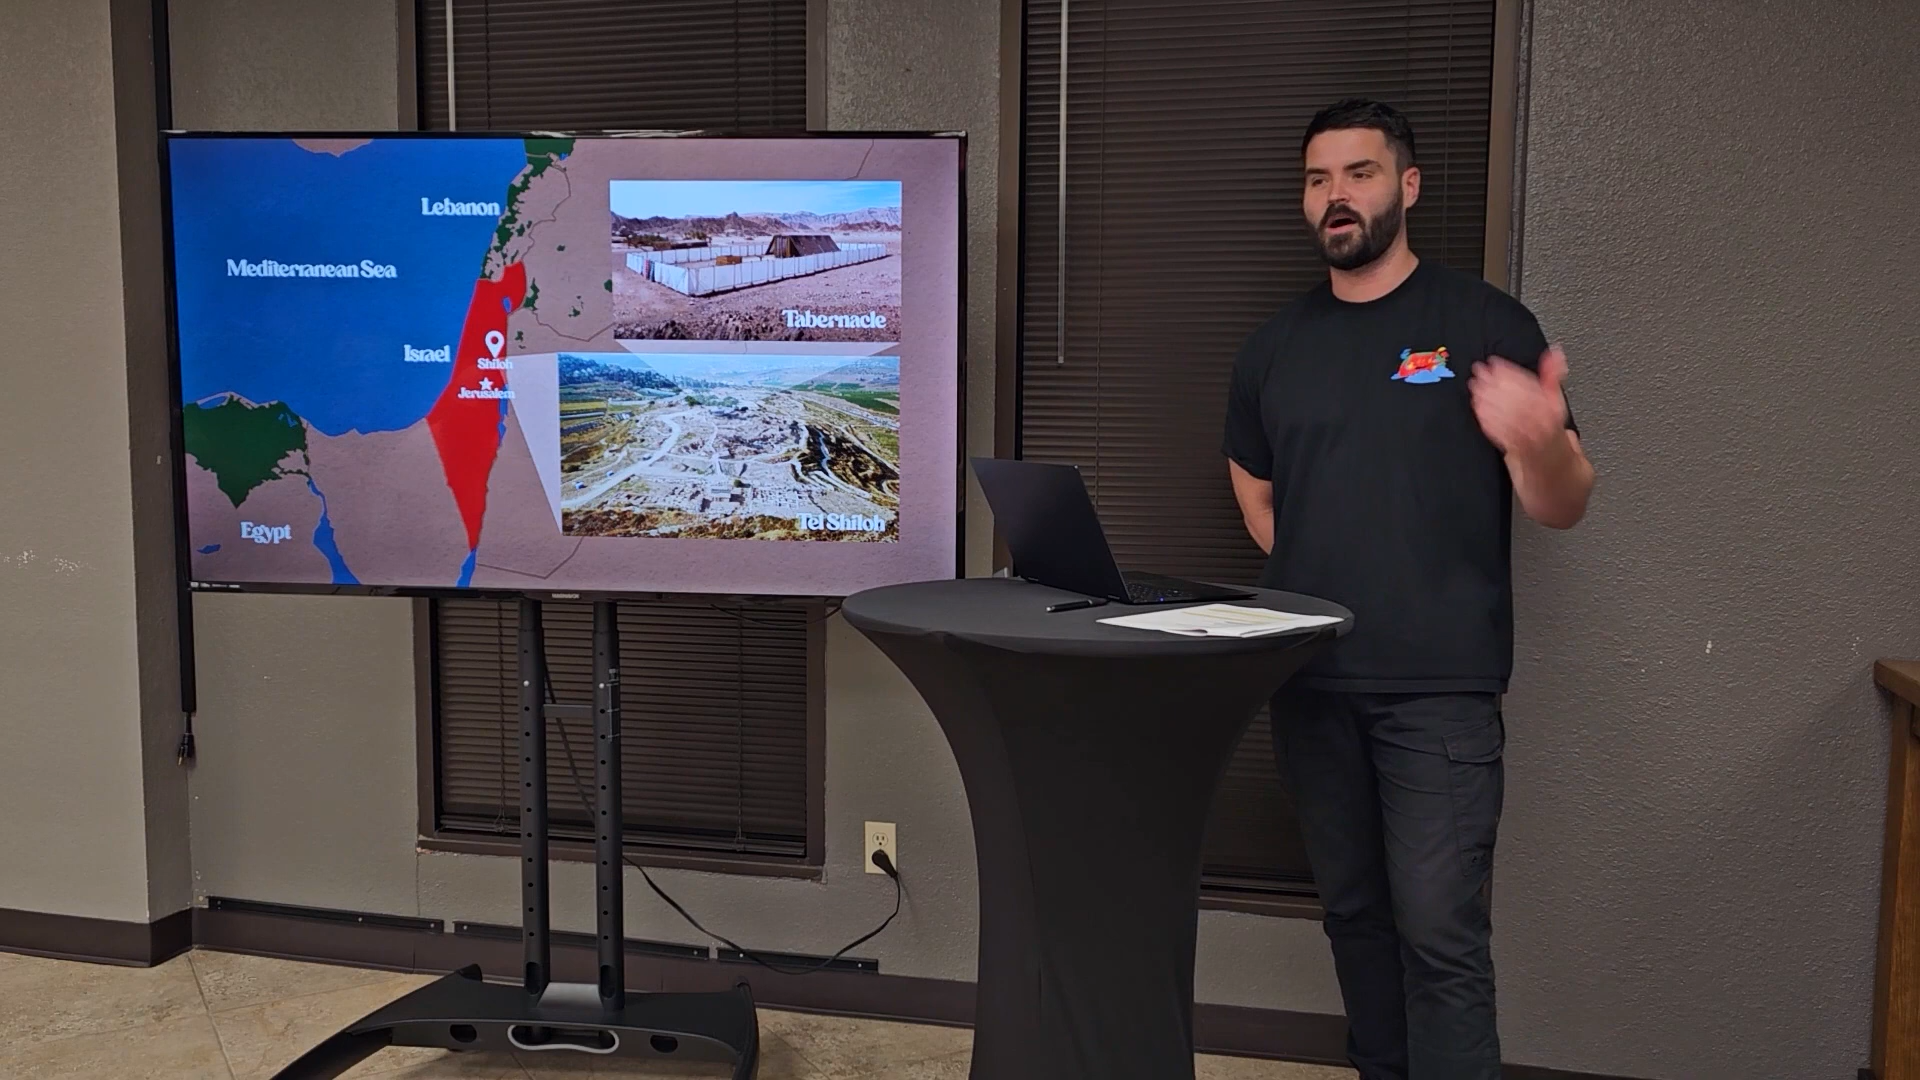 Lebanon
Mediterranean Sea
Tabernacle
Israel
Shiloh
Jerusalem
Tel Shiloh
Egypt